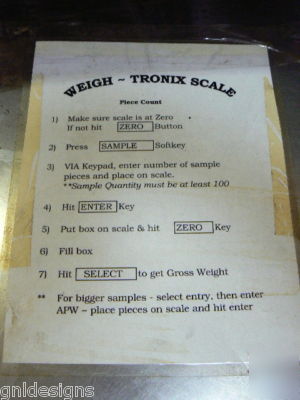 WEIGH ~ TRONIX SCALE
Piece Count
1) Make sure scale is at Zero
If not hit ZERO Button
2) Press SAMPLE Softkey
3) VIA Keypad, enter number of sample
pieces and place on scale.
**Sample Quantity must be at least 100
4) Hit ENTER Key
5) Put box on scale & hit ZERO Key
6) Fill box
7) Hit SELECT to get Gross Weight
** For bigger samples - select entry, then enter
APW ~ place pieces on scale and hit enter
@gnldesigns